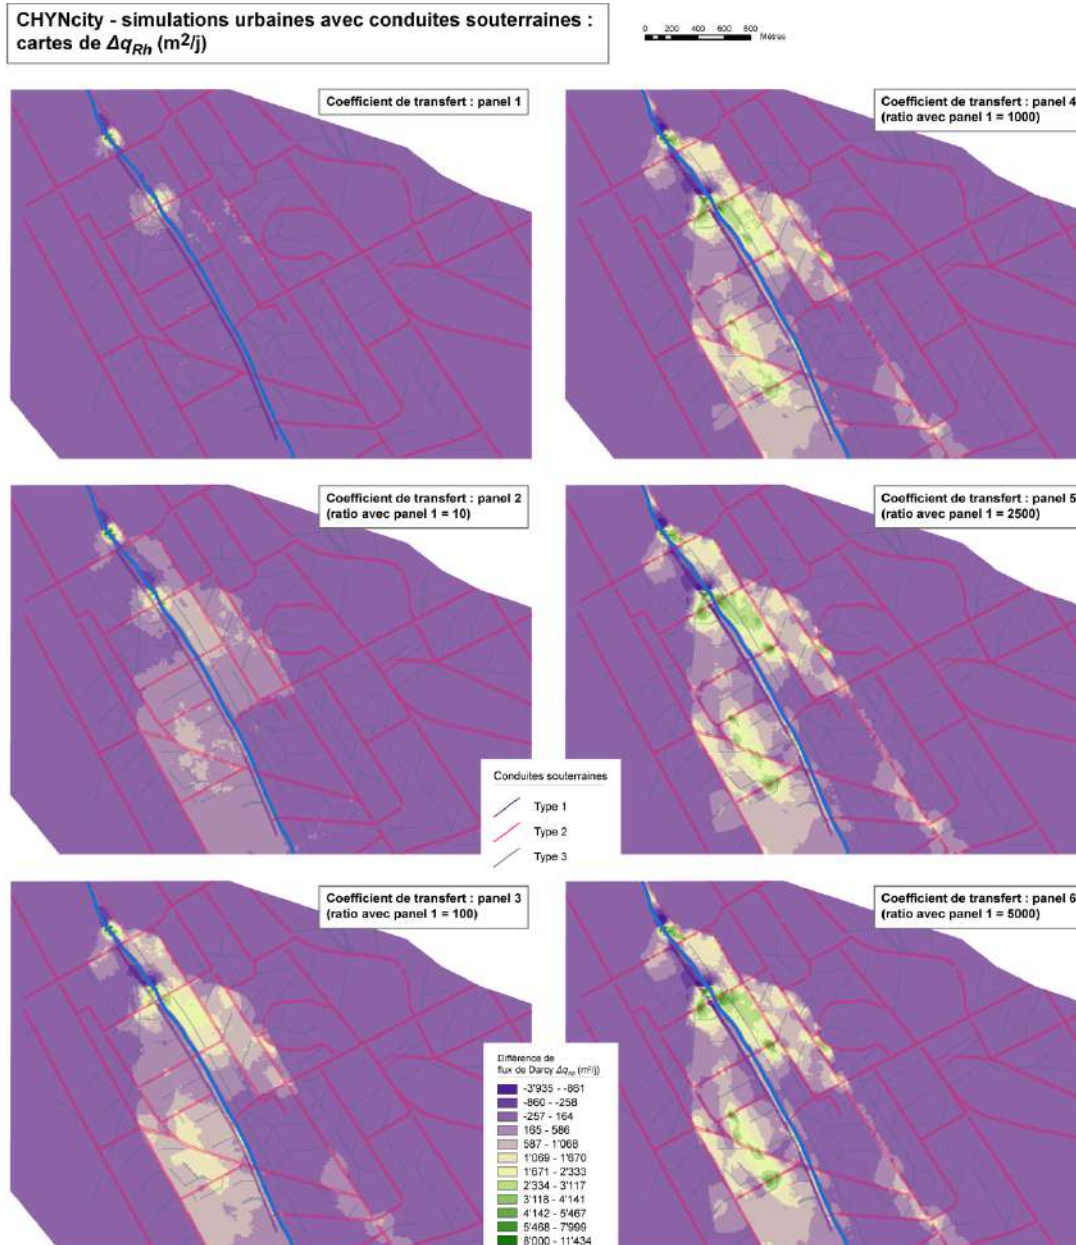 CHYNcity - simulations urbaines avec conduites souterraines :
cartes de Δq_Rh (m²/j)
0 200 400 600 800
Mètres
Coefficient de transfert : panel 1
Coefficient de transfert : panel 4
(ratio avec panel 1 = 1000)
Coefficient de transfert : panel 2
(ratio avec panel 1 = 10)
Coefficient de transfert : panel 5
(ratio avec panel 1 = 2500)
Conduites souterraines
Type 1
Type 2
Type 3
Coefficient de transfert : panel 3
(ratio avec panel 1 = 100)
Coefficient de transfert : panel 6
(ratio avec panel 1 = 5000)
Différence de
flux de Darcy Δq_Rh (m²/j)
-3'935 - -861
-860 - -258
-257 - 164
165 - 586
587 - 1'068
1'069 - 1'670
1'671 - 2'333
2'334 - 3'117
3'118 - 4'141
4'142 - 5'467
5'468 - 7'999
8'000 - 11'434